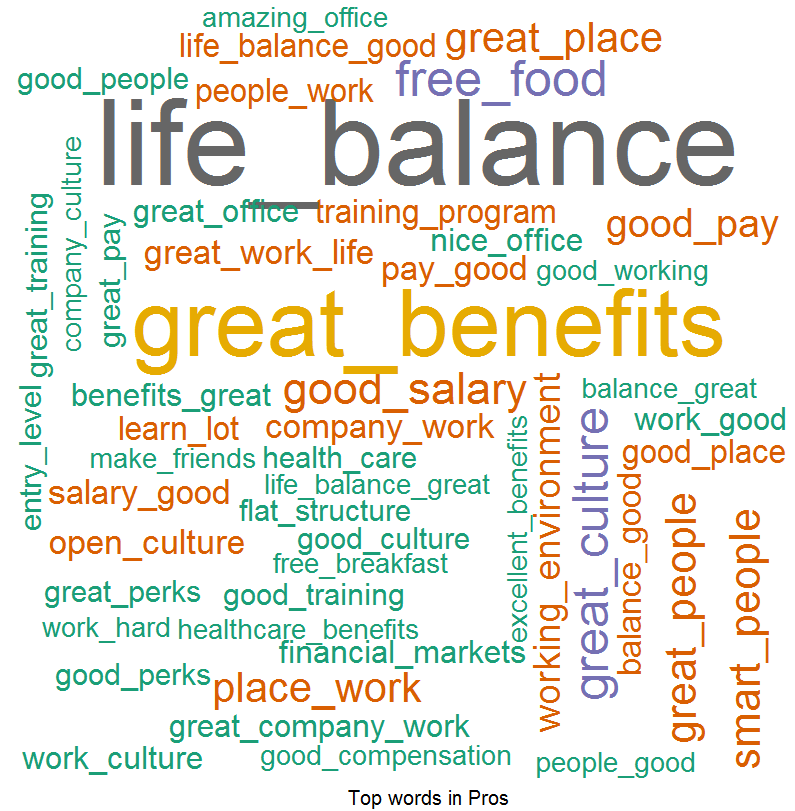 amazing_office
life_balance_good great_place
good_people people_work free_food
life_balance
great_office training_program good_pay
great_work_life nice_office
pay_good good_working
great_training
company_culture
great_pay
great_benefits
benefits_great good_salary balance_great
learn_lot company_work work_good
entry_level
make_friends health_care good_place
salary_good life_balance_great
flat_structure
open_culture good_culture
free_breakfast
excellent_benefits
working_environment
great_culture
balance_good
great_people
smart_people
great_perks good_training
work_hard healthcare_benefits
financial_markets
good_perks place_work
great_company_work
work_culture good_compensation people_good
Top words in Pros